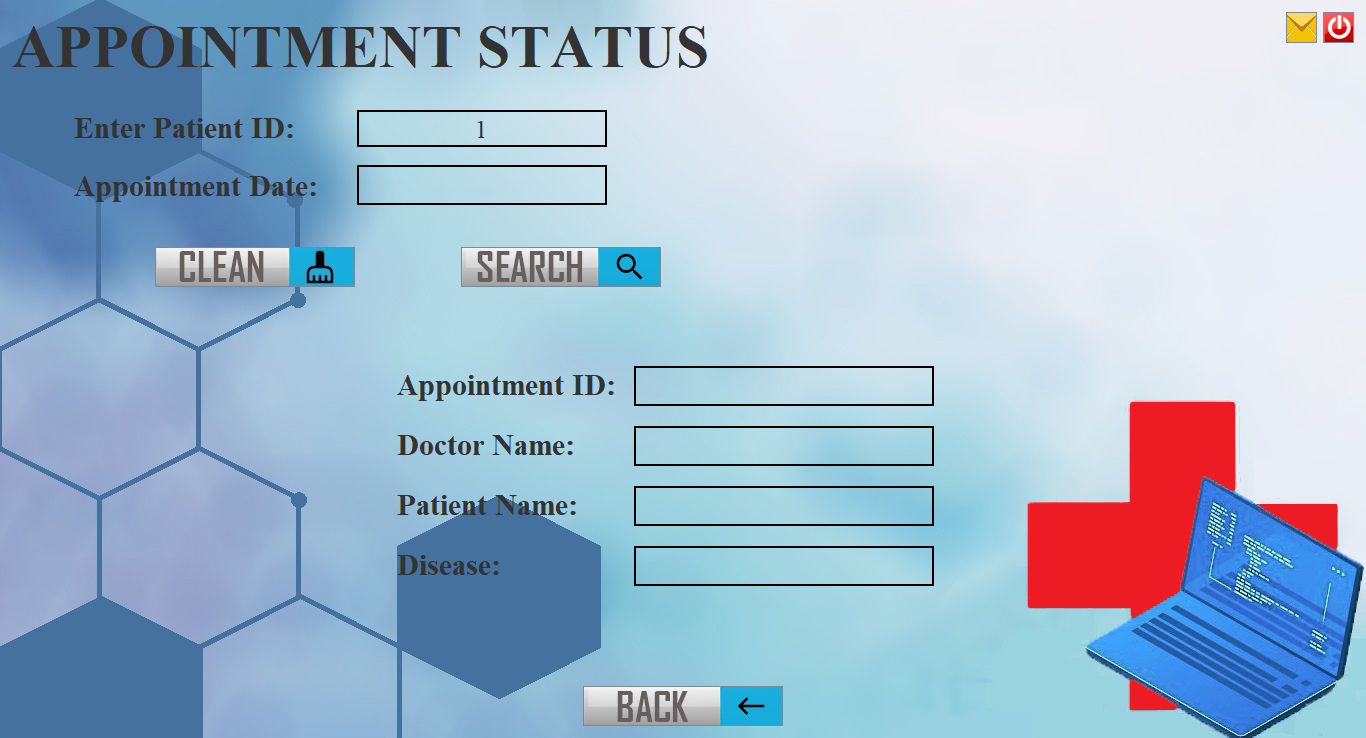 APPOINTMENT STATUS
Enter Patient ID: 1
Appointment Date:
CLEAN
SEARCH
Appointment ID:
Doctor Name:
Patient Name:
Disease:
BACK